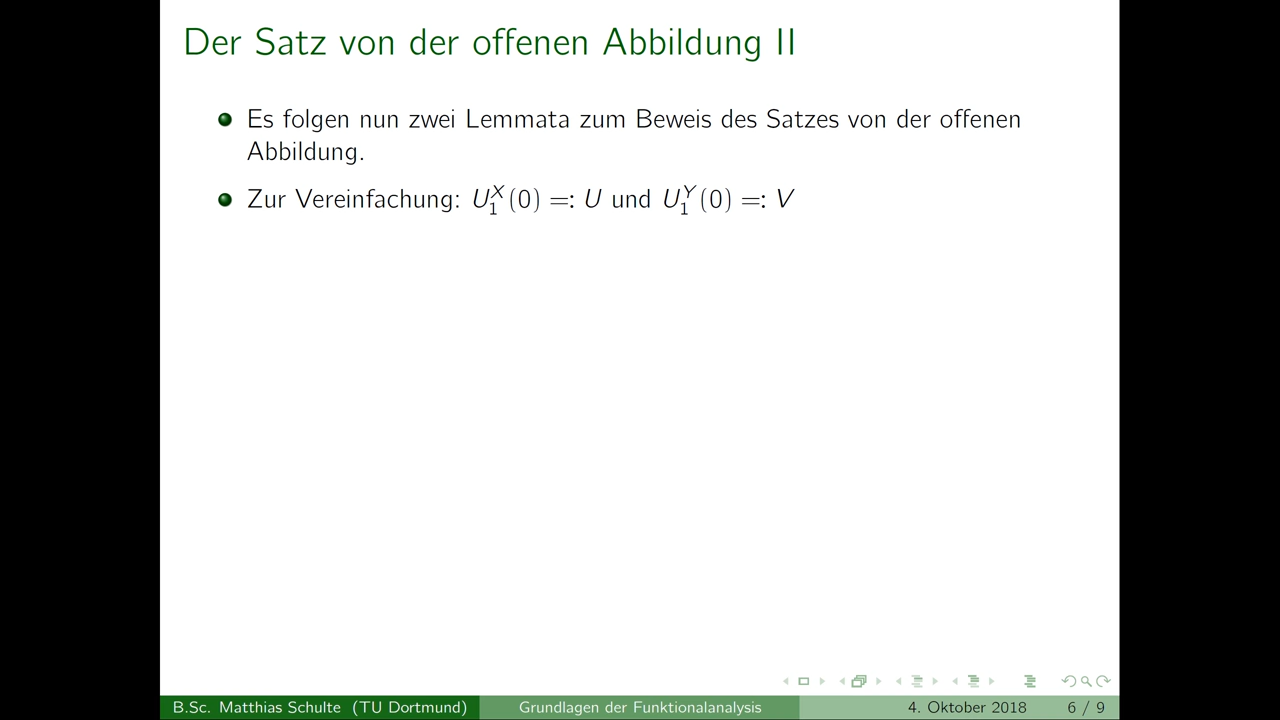 Der Satz von der offenen Abbildung II
Es folgen nun zwei Lemmata zum Beweis des Satzes von der offenen
Abbildung.
Zur Vereinfachung: U₁ˣ(0) =: U und U₁ʸ(0) =: V
B.Sc. Matthias Schulte (TU Dortmund) Grundlagen der Funktionalanalysis 4. Oktober 2018 6 / 9